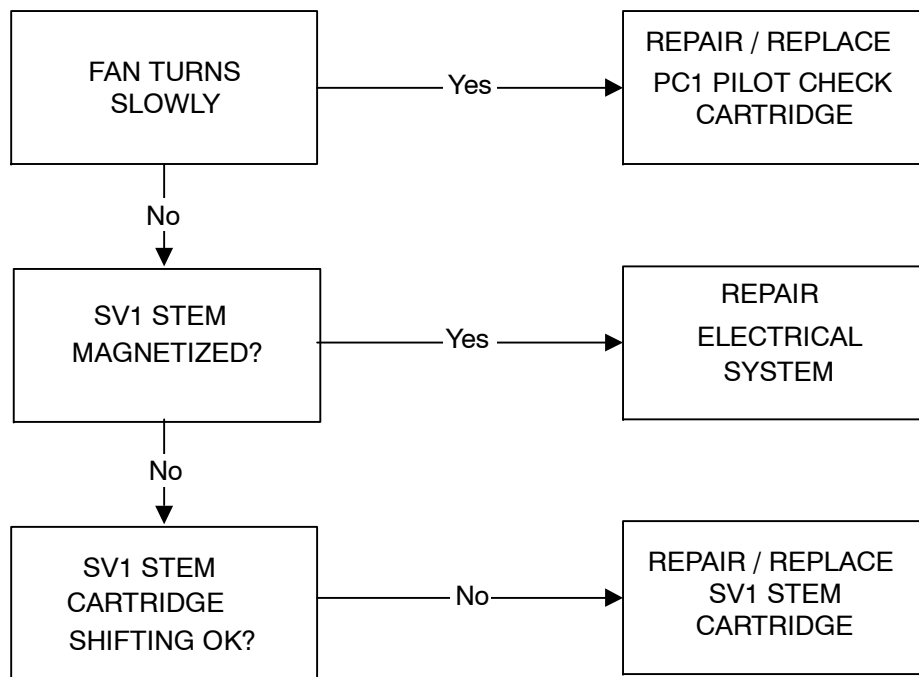 FAN TURNS
SLOWLY
Yes
REPAIR / REPLACE
PC1 PILOT CHECK
CARTRIDGE
No
SV1 STEM
MAGNETIZED?
Yes
REPAIR
ELECTRICAL
SYSTEM
No
SV1 STEM
CARTRIDGE
SHIFTING OK?
No
REPAIR / REPLACE
SV1 STEM
CARTRIDGE